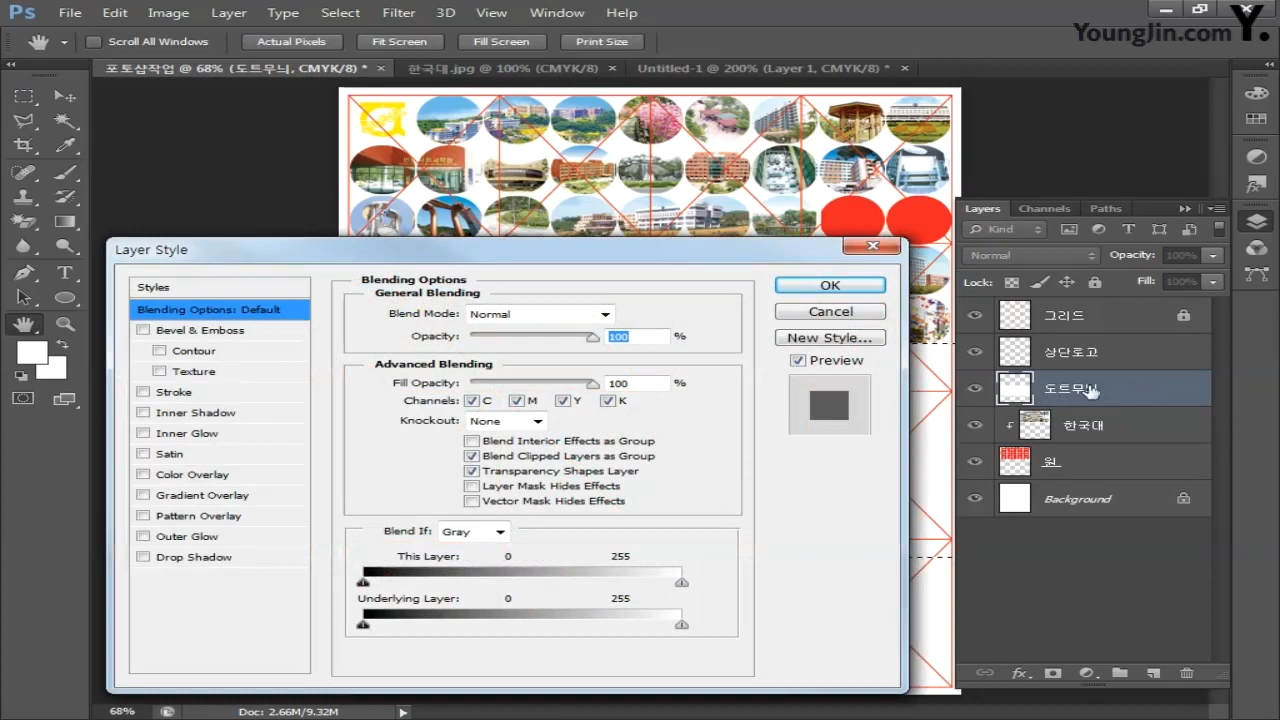 Ps File Edit Image Layer Type Select Filter 3D View Window Help
YoungJin.com Y.
Scroll All Windows Actual Pixels Fit Screen Fill Screen Print Size
포토샵작업 @ 68% (도트무늬, CMYK/8) * × 한국대.jpg @ 100% (CMYK/8) × Untitled-1 @ 200% (Layer 1, CMYK/8) * ×
Layer Style
Styles
Blending Options: Default
Bevel & Emboss
Contour
Texture
Stroke
Inner Shadow
Inner Glow
Satin
Color Overlay
Gradient Overlay
Pattern Overlay
Outer Glow
Drop Shadow
Blending Options
General Blending
Blend Mode: Normal
Opacity: 100 %
Advanced Blending
Fill Opacity: 100 %
Channels: C M Y K
Knockout: None
Blend Interior Effects as Group
Blend Clipped Layers as Group
Transparency Shapes Layer
Layer Mask Hides Effects
Vector Mask Hides Effects
Blend If: Gray
This Layer: 0 255
Underlying Layer: 0 255
OK
Cancel
New Style...
Preview
Layers Channels Paths
Kind
Normal Opacity: 100%
Lock: Fill: 100%
그리드
상단로고
도트무늬
한국대
원
Background
68% Doc: 2.66M/9.32M